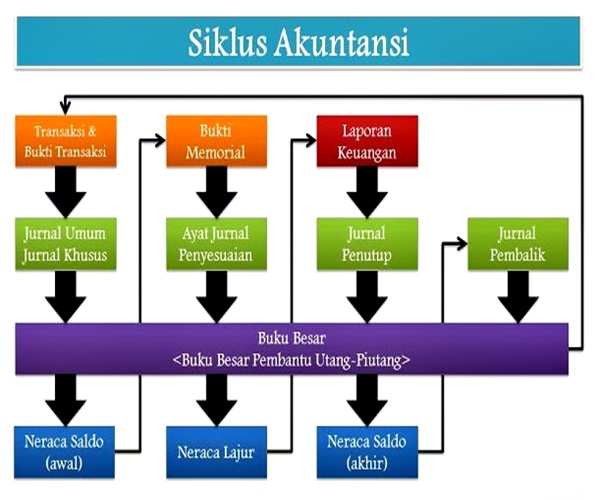 Siklus Akuntansi
Transaksi &
Bukti Transaksi
Bukti
Memorial
Laporan
Keuangan
Jurnal Umum
Jurnal Khusus
Ayat Jurnal
Penyesuaian
Jurnal
Penutup
Jurnal
Pembalik
Buku Besar
<Buku Besar Pembantu Utang-Piutang>
Neraca Saldo
(awal)
Neraca Lajur
Neraca Saldo
(akhir)